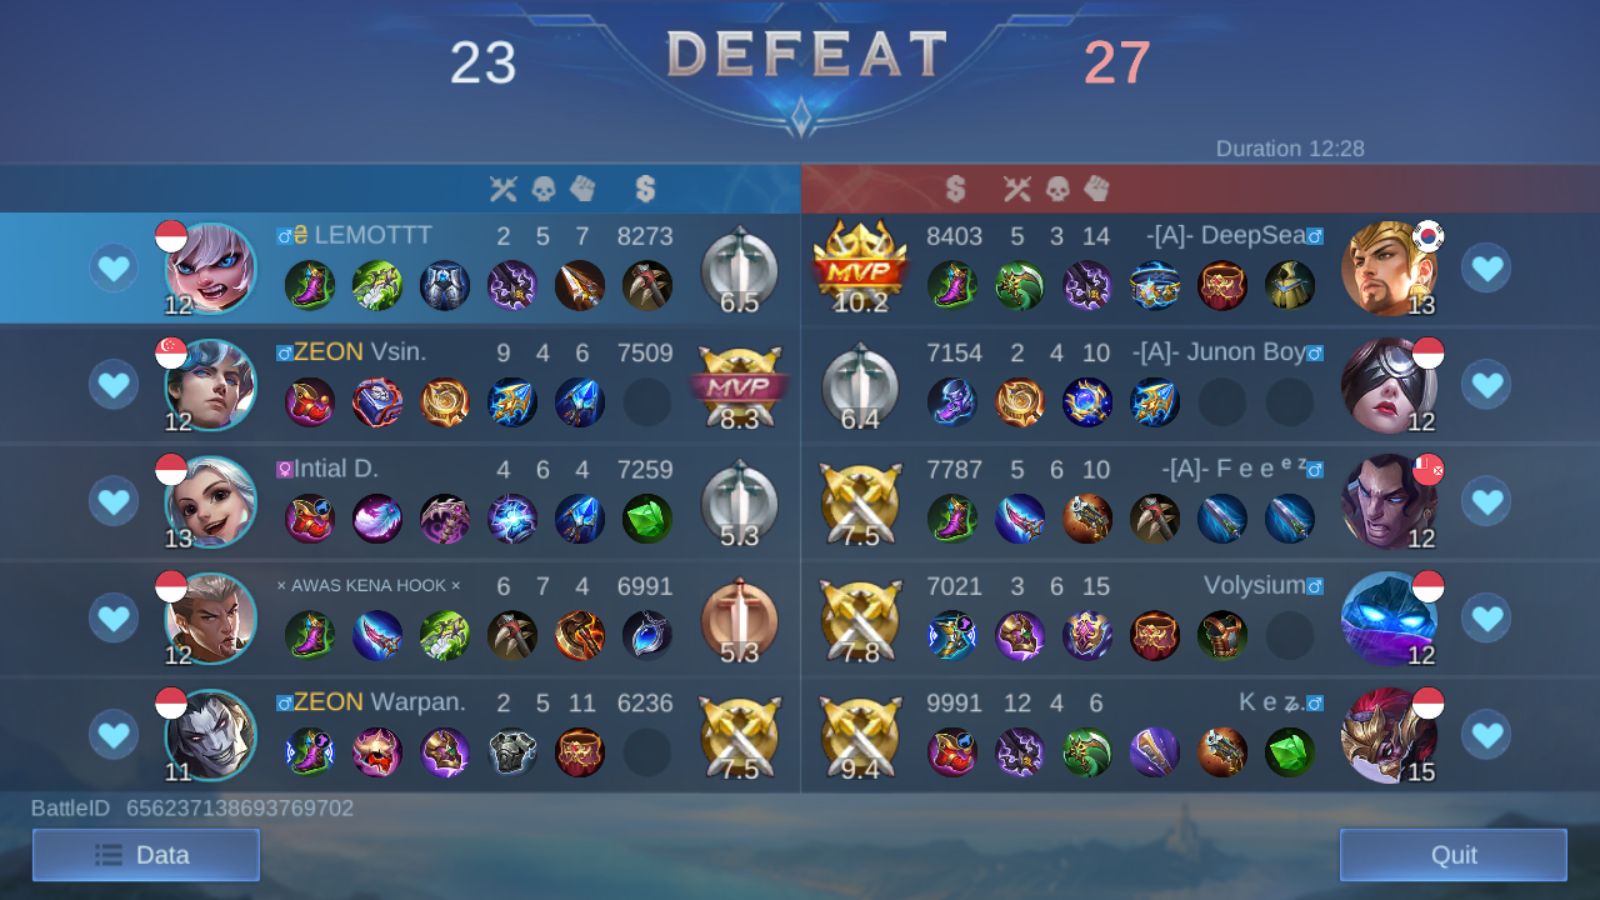 23 DEFEAT 27
Duration 12:28
12 LEMOTTT 2 5 7 8273 6.5
MVP 10.2 8403 5 3 14 -[A]- DeepSea 13
12 ZEON Vsin. 9 4 6 7509 MVP 8.3
6.4 7154 2 4 10 -[A]- Junon Boy 12
13 Intial D. 4 6 4 7259 5.3
7.5 7787 5 6 10 -[A]- F e e ᵉ ᶻ 12
12 × AWAS KENA HOOK × 6 7 4 6991 5.3
7.8 7021 3 6 15 Volysium 12
11 ZEON Warpan. 2 5 11 6236 7.5
9.4 9991 12 4 6 K e ʑ. 15
BattleID 656237138693769702
Data
Quit